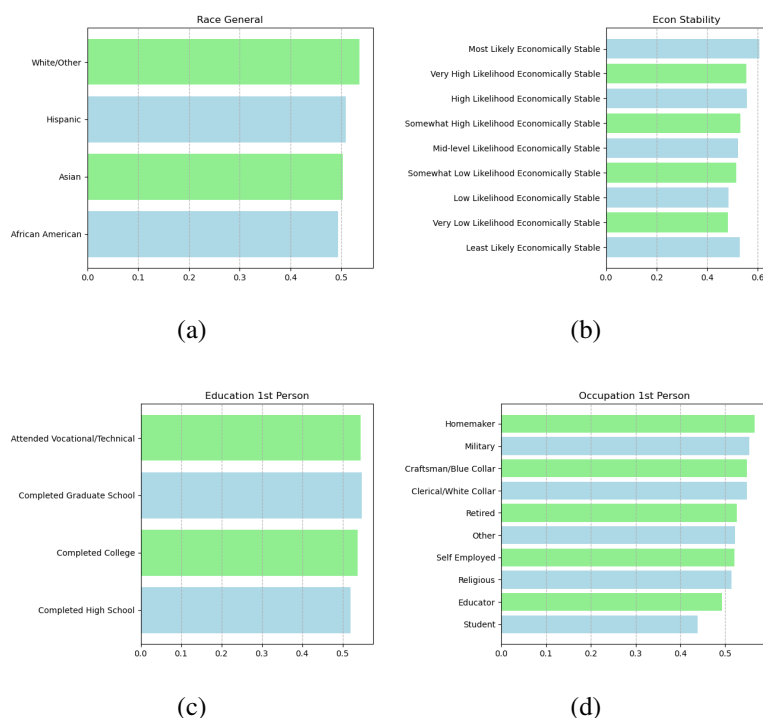 Race General
White/Other
Hispanic
Asian
African American
0.0 0.1 0.2 0.3 0.4 0.5
(a)
Econ Stability
Most Likely Economically Stable
Very High Likelihood Economically Stable
High Likelihood Economically Stable
Somewhat High Likelihood Economically Stable
Mid-level Likelihood Economically Stable
Somewhat Low Likelihood Economically Stable
Low Likelihood Economically Stable
Very Low Likelihood Economically Stable
Least Likely Economically Stable
0.0 0.2 0.4 0.6
(b)
Education 1st Person
Attended Vocational/Technical
Completed Graduate School
Completed College
Completed High School
0.0 0.1 0.2 0.3 0.4 0.5
(c)
Occupation 1st Person
Homemaker
Military
Craftsman/Blue Collar
Clerical/White Collar
Retired
Other
Self Employed
Religious
Educator
Student
0.0 0.1 0.2 0.3 0.4 0.5
(d)